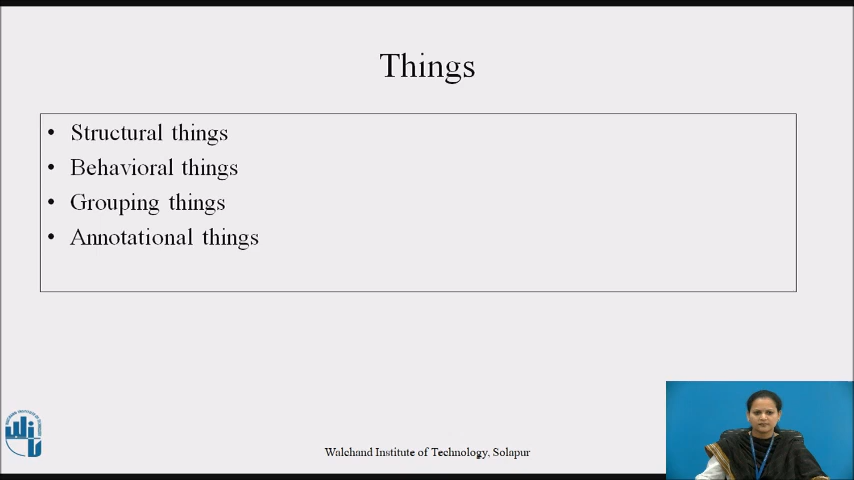 Things
• Structural things
• Behavioral things
• Grouping things
• Annotational things
Walchand Institute of Technology, Solapur